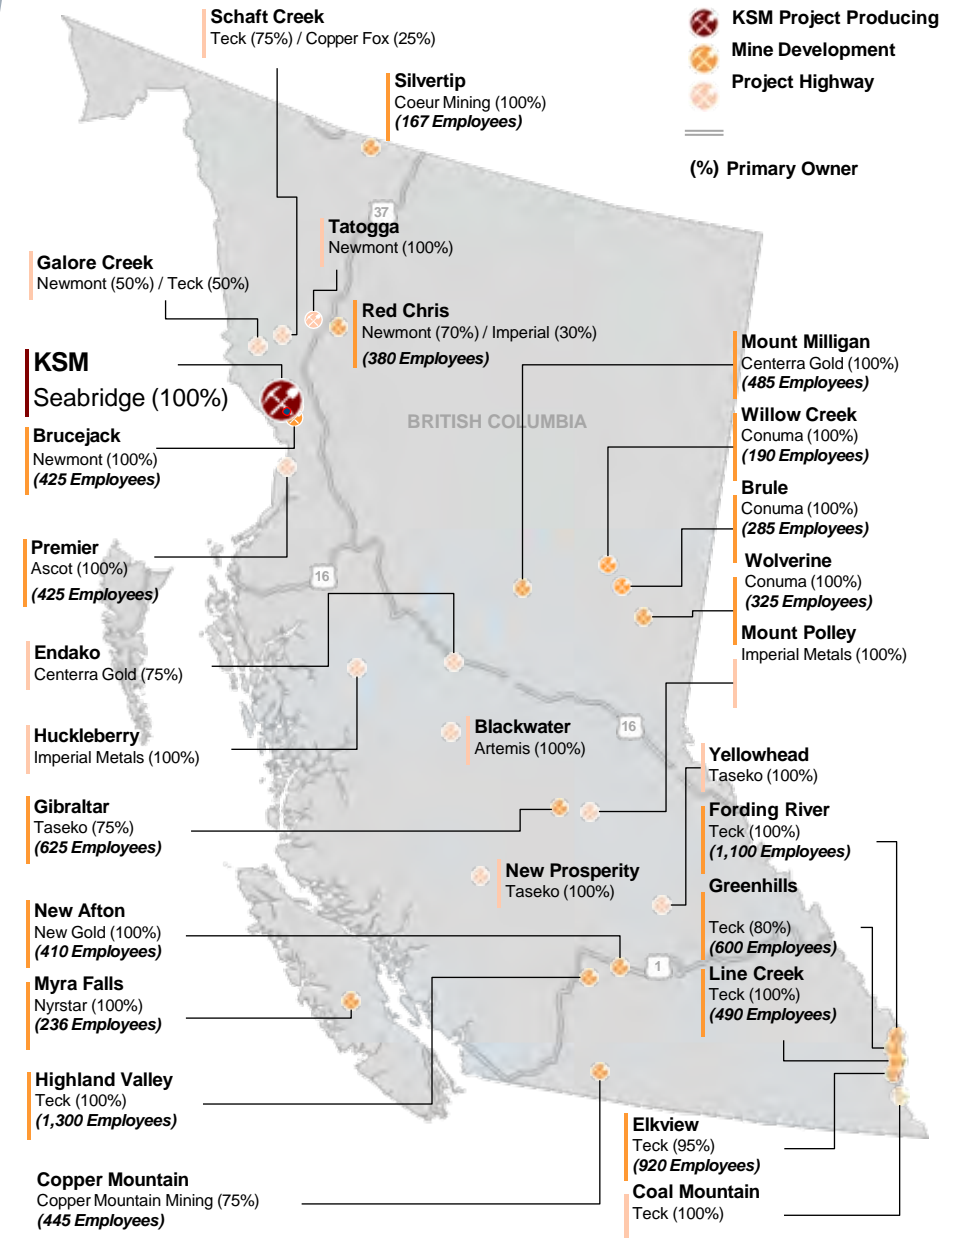 Schaft Creek
Teck (75%) / Copper Fox (25%)
KSM Project Producing
Mine Development
Project Highway
(%) Primary Owner
Silvertip
Coeur Mining (100%)
(167 Employees)
37
Tatogga
Newmont (100%)
Galore Creek
Newmont (50%) / Teck (50%)
Red Chris
Newmont (70%) / Imperial (30%)
(380 Employees)
KSM
Seabridge (100%)
BRITISH COLUMBIA
Mount Milligan
Centerra Gold (100%)
(485 Employees)
Willow Creek
Conuma (100%)
(190 Employees)
Brucejack
Newmont (100%)
(425 Employees)
Brule
Conuma (100%)
(285 Employees)
Premier
Ascot (100%)
(425 Employees)
16
Wolverine
Conuma (100%)
(325 Employees)
Mount Polley
Imperial Metals (100%)
Endako
Centerra Gold (75%)
Huckleberry
Imperial Metals (100%)
Blackwater
Artemis (100%)
16
Yellowhead
Taseko (100%)
Gibraltar
Taseko (75%)
(625 Employees)
Fording River
Teck (100%)
(1,100 Employees)
New Prosperity
Taseko (100%)
Greenhills
Teck (80%)
(600 Employees)
New Afton
New Gold (100%)
(410 Employees)
1
Line Creek
Teck (100%)
(490 Employees)
Myra Falls
Nyrstar (100%)
(236 Employees)
Highland Valley
Teck (100%)
(1,300 Employees)
Elkview
Teck (95%)
(920 Employees)
Copper Mountain
Copper Mountain Mining (75%)
(445 Employees)
Coal Mountain
Teck (100%)